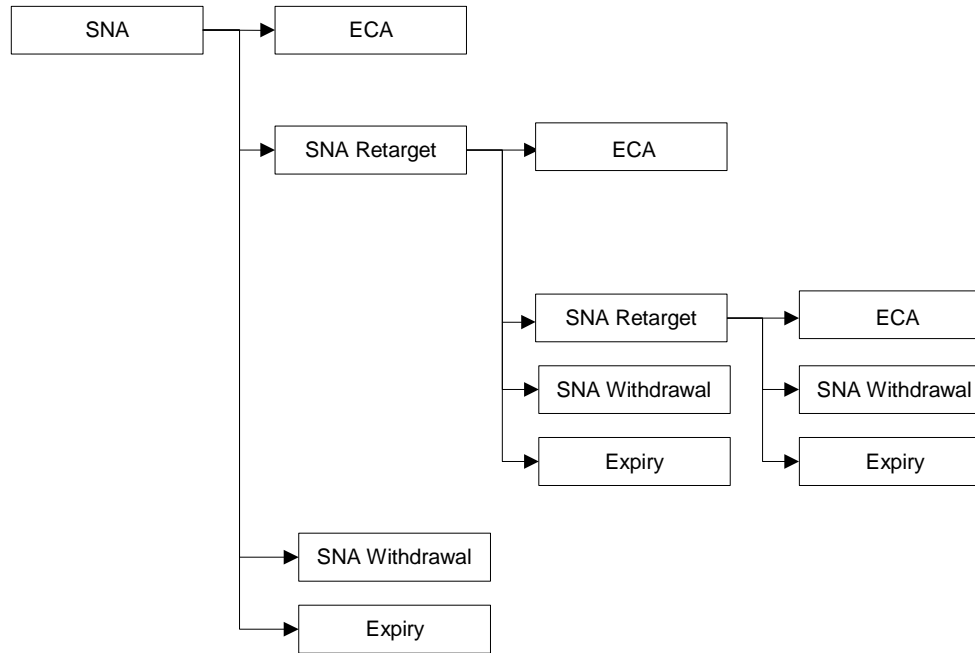 SNA
ECA
SNA Retarget
ECA
SNA Retarget
ECA
SNA Withdrawal
SNA Withdrawal
Expiry
Expiry
SNA Withdrawal
Expiry